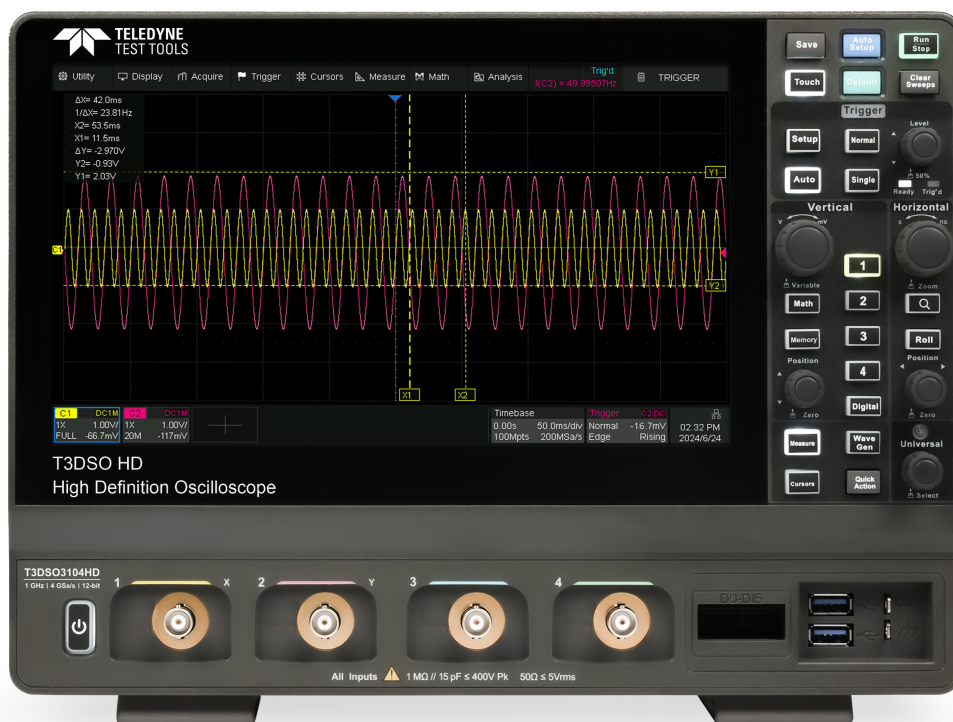 TELEDYNE
TEST TOOLS
Utility Display Acquire Trigger Cursors Measure Math Analysis Trig'd f(C2) = 49.99507Hz TRIGGER
ΔX= 42.0ms
1/ΔX= 23.81Hz
X2= 53.5ms
X1= 11.5ms
ΔY= -2.970V
Y2= -0.93V
Y1= 2.03V
Y1
C1
Y2
X1 X2
C1 DC1M C2 DC1M
1X 1.00V/ 1X 1.00V/
FULL -66.7mV 20M -117mV
Timebase Trigger C2 DC
0.00s 50.0ms/div Normal -16.7mV 02:32 PM
100Mpts 200MSa/s Edge Rising 2024/6/24
T3DSO HD
High Definition Oscilloscope
Save Auto Setup Run Stop
Touch Default Clear Sweeps
Trigger
Level
Setup Normal
50%
Auto Single
Ready Trig'd
Vertical Horizontal
V mV s ns
1
Variable Zoom
Math 2
Memory 3 Roll
Position Position
4
Zero Digital Zero
Measure Wave Gen Universal
Cursors Quick Action
Select
T3DSO3104HD
1 GHz | 4 GSa/s | 12-bit
1 X 2 Y 3 4
D0-D15
All Inputs 1 MΩ // 15 pF ≤ 400V Pk 50Ω ≤ 5Vrms